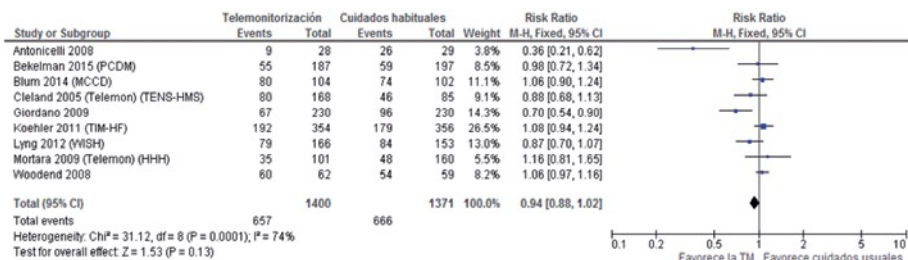 Telemonitorización Cuidados habituales Risk Ratio Risk Ratio
Study or Subgroup Events Total Events Total Weight M-H, Fixed, 95% CI M-H, Fixed, 95% CI
Antonicelli 2008 9 28 26 29 3.8% 0.36 [0.21, 0.62]
Bekelman 2015 (PCDM) 55 187 59 197 8.5% 0.98 [0.72, 1.34]
Blum 2014 (MCCD) 80 104 74 102 11.1% 1.06 [0.90, 1.24]
Cleland 2005 (Telemon) (TENS-HMS) 80 168 46 85 9.1% 0.88 [0.68, 1.13]
Giordano 2009 67 230 96 230 14.3% 0.70 [0.54, 0.90]
Koehler 2011 (TIM-HF) 192 354 179 356 26.5% 1.08 [0.94, 1.24]
Lyng 2012 (WISH) 79 166 84 153 13.0% 0.87 [0.70, 1.07]
Mortara 2009 (Telemon) (HHH) 35 101 48 160 5.5% 1.16 [0.81, 1.65]
Woodend 2008 60 62 54 59 8.2% 1.06 [0.97, 1.16]
Total (95% CI) 1400 1371 100.0% 0.94 [0.88, 1.02]
Total events 657 666
Heterogeneity: Chi² = 31.12, df = 8 (P = 0.0001); I² = 74%
Test for overall effect: Z = 1.53 (P = 0.13)
0.1 0.2 0.5 1 2 5 10
Favorece la TM Favorece cuidados usuales